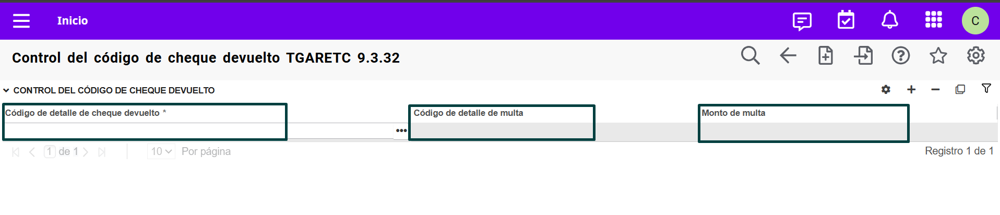 Inicio
C
Control del código de cheque devuelto TGARETC 9.3.32
CONTROL DEL CÓDIGO DE CHEQUE DEVUELTO
Código de detalle de cheque devuelto *
Código de detalle de multa
Monto de multa
1 de 1
10
Por página
Registro 1 de 1